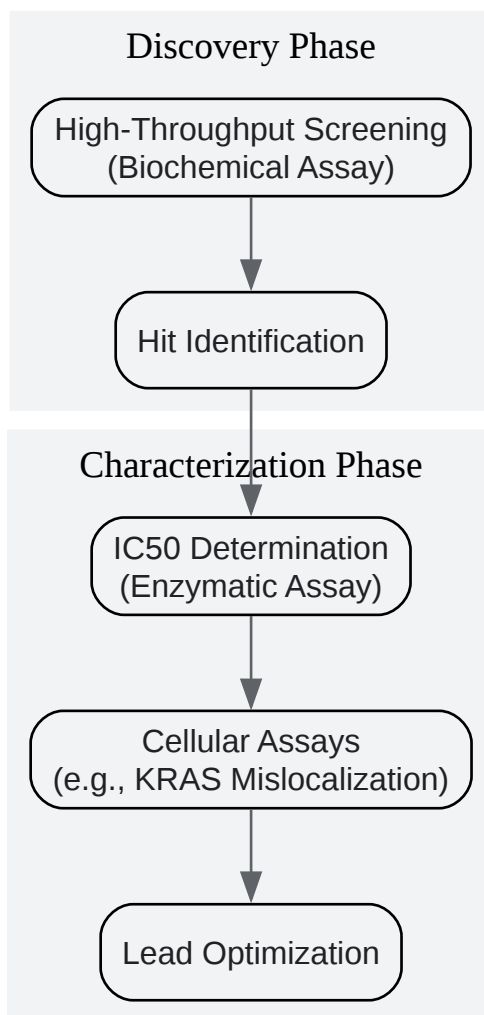 Discovery Phase
High-Throughput Screening
(Biochemical Assay)
Hit Identification
Characterization Phase
IC50 Determination
(Enzymatic Assay)
Cellular Assays
(e.g., KRAS Mislocalization)
Lead Optimization